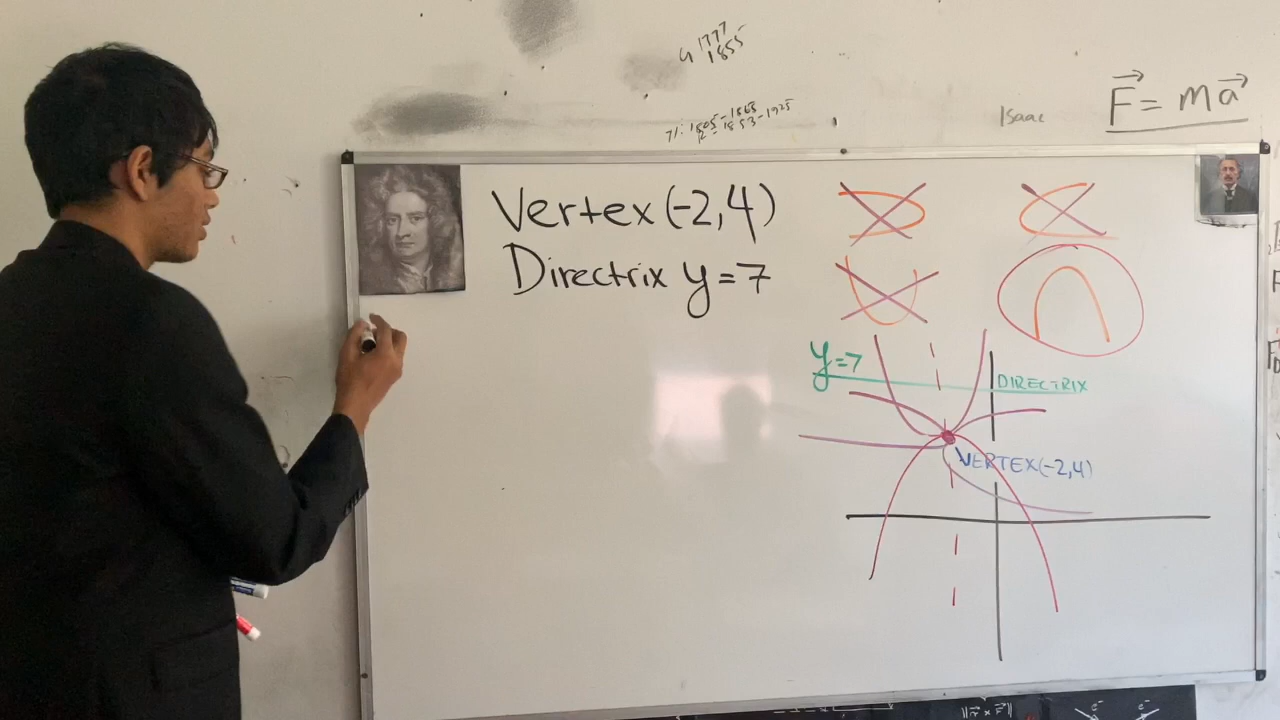 1777
1855
Isaac
F = ma
Vertex (-2,4)
Directrix y = 7
y=7
DIRECTRIX
VERTEX(-2,4)